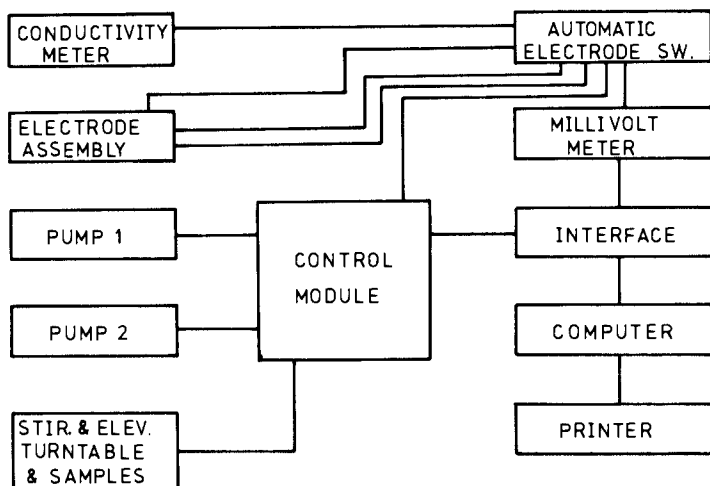 CONDUCTIVITY
METER
AUTOMATIC
ELECTRODE SW.
ELECTRODE
ASSEMBLY
MILLIVOLT
METER
PUMP 1
CONTROL
MODULE
INTERFACE
PUMP 2
COMPUTER
STIR. & ELEV.
TURNTABLE
& SAMPLES
PRINTER